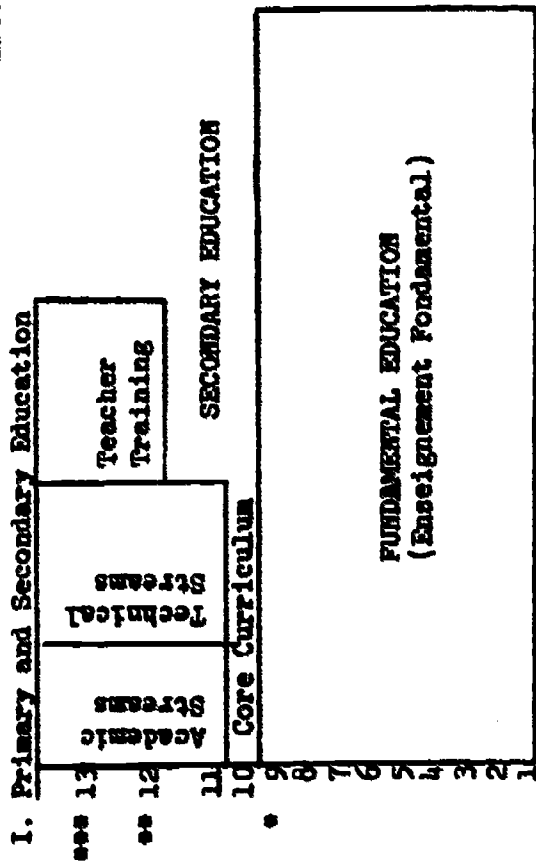 I. Primary and Secondary Education
*** 13
** 12
11
10
* 9
8
7
6
5
4
3
2
1
Academic
Streams
Technical
Streams
Teacher
Training
SECONDARY EDUCATION
Core Curriculum
FUNDAMENTAL EDUCATION
(Enseignement Fondamental)